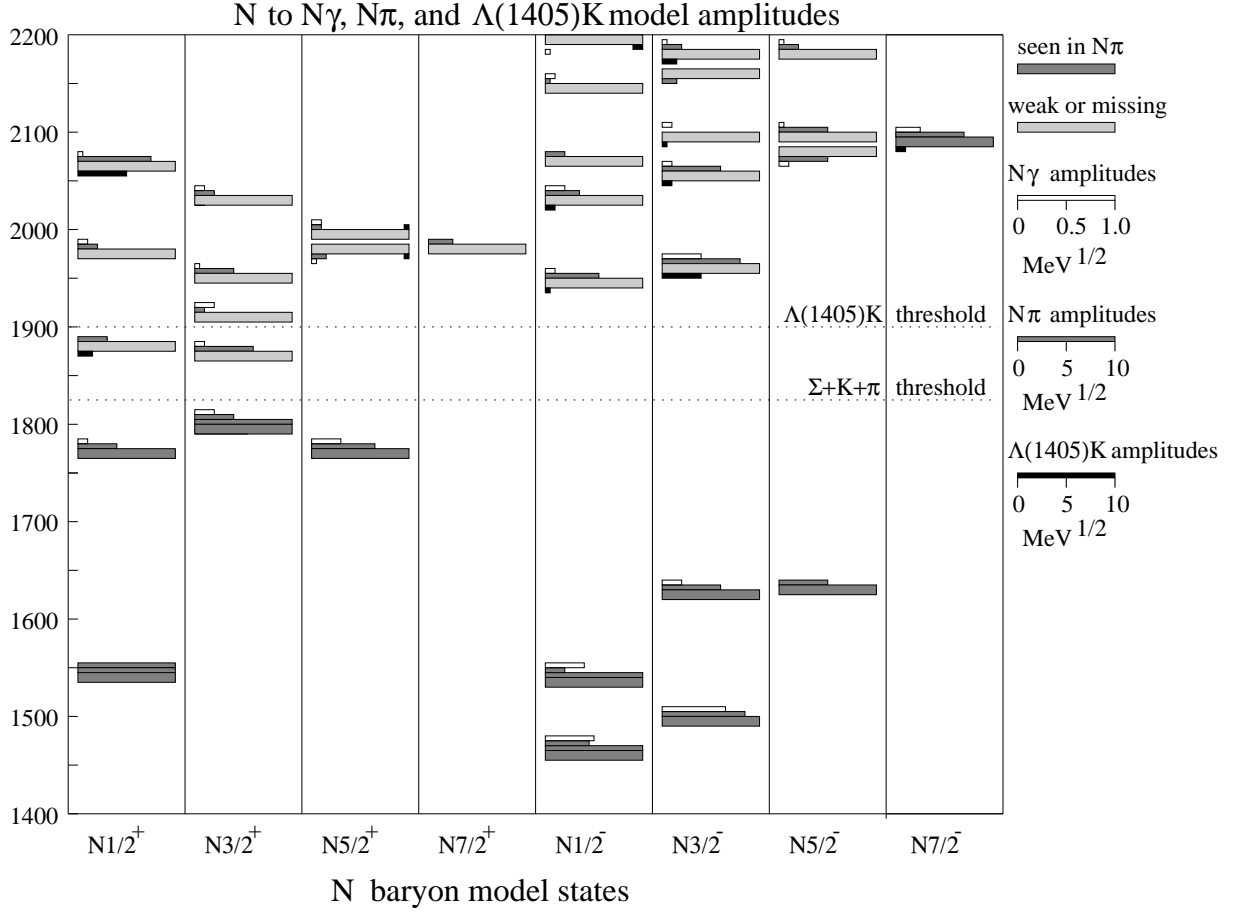 N to Nγ, Nπ, and Λ(1405)K model amplitudes
2200
2100
2000
1900
1800
1700
1600
1500
1400
Λ(1405)K threshold
Σ+K+π threshold
N1/2+
N3/2+
N5/2+
N7/2+
N1/2-
N3/2-
N5/2-
N7/2-
N baryon model states
seen in Nπ
weak or missing
Nγ amplitudes
0 0.5 1.0
MeV 1/2
Nπ amplitudes
0 5 10
MeV 1/2
Λ(1405)K amplitudes
0 5 10
MeV 1/2